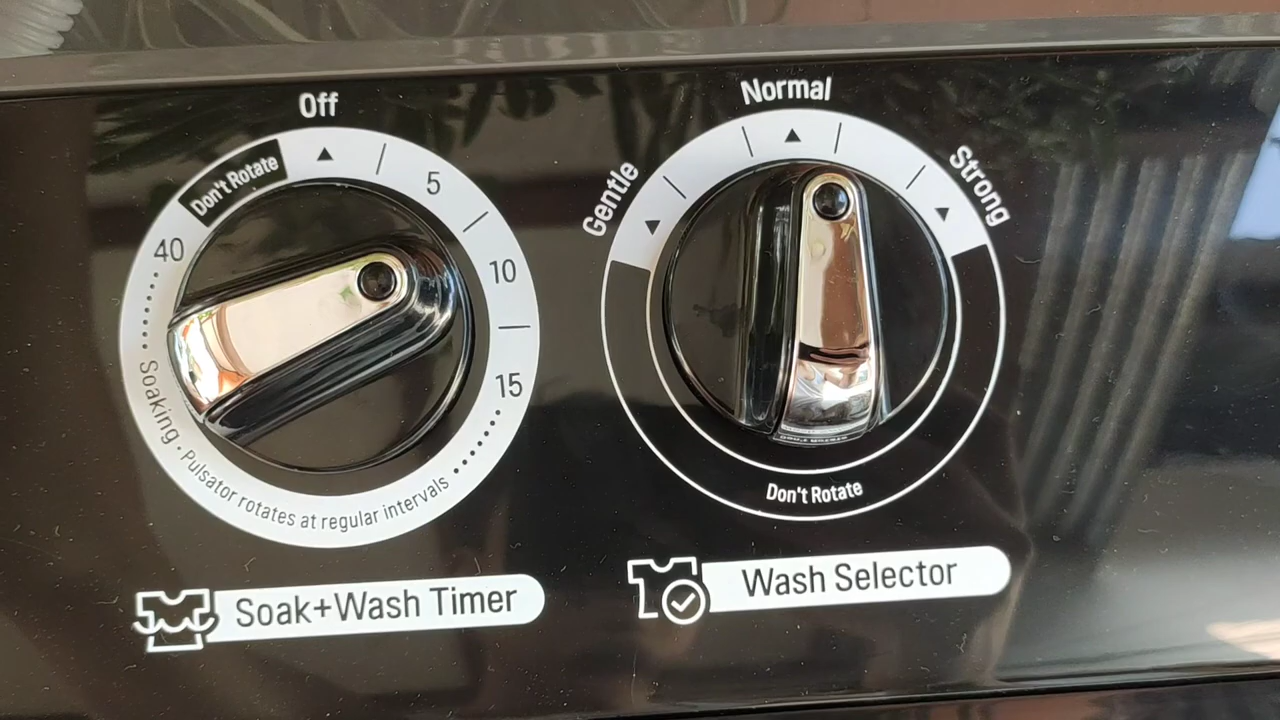 Off
Don't Rotate
5
10
15
40
Soaking · Pulsator rotates at regular intervals
Soak+Wash Timer
Normal
Gentle
Strong
Don't Rotate
Wash Selector